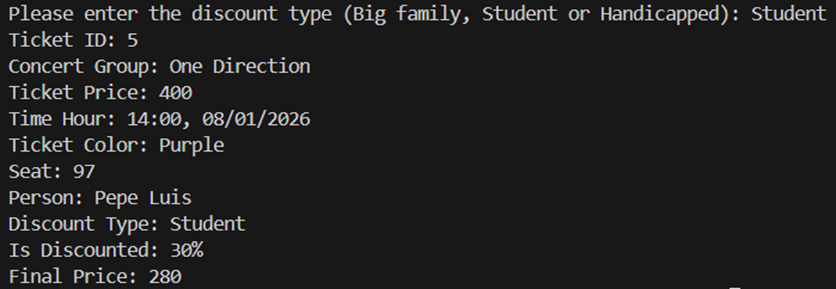 Please enter the discount type (Big family, Student or Handicapped): Student
Ticket ID: 5
Concert Group: One Direction
Ticket Price: 400
Time Hour: 14:00, 08/01/2026
Ticket Color: Purple
Seat: 97
Person: Pepe Luis
Discount Type: Student
Is Discounted: 30%
Final Price: 280